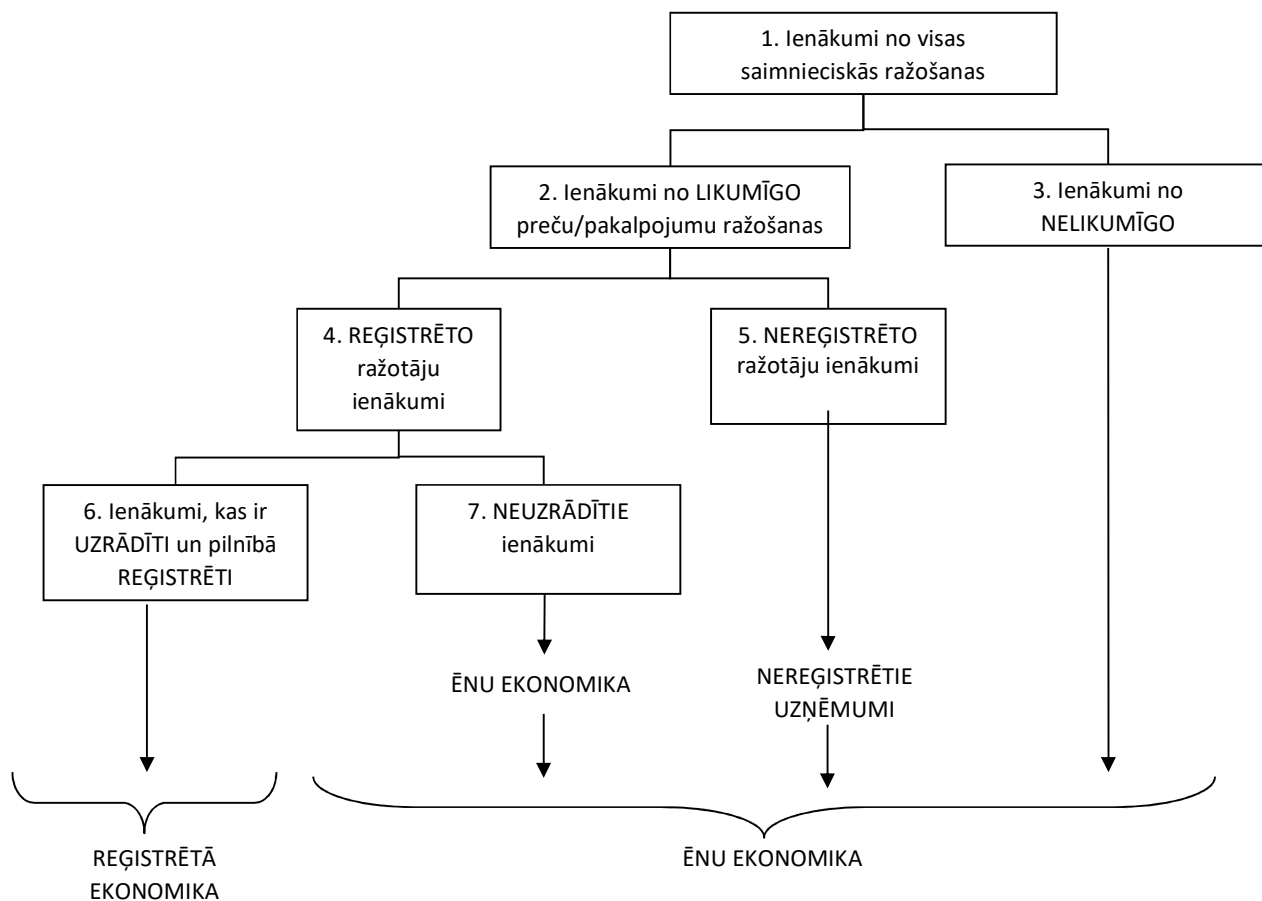 1. Ienākumi no visas
saimnieciskās ražošanas
2. Ienākumi no LIKUMĪGO
preču/pakalpojumu ražošanas
3. Ienākumi no
NELIKUMĪGO
4. REĢISTRĒTO
ražotāju
ienākumi
5. NEREĢISTRĒTO
ražotāju ienākumi
6. Ienākumi, kas ir
UZRĀDĪTI un pilnībā
REĢISTRĒTI
7. NEUZRĀDĪTIE
ienākumi
ĒNU EKONOMIKA
NEREĢISTRĒTIE
UZŅĒMUMI
REĢISTRĒTĀ
EKONOMIKA
ĒNU EKONOMIKA